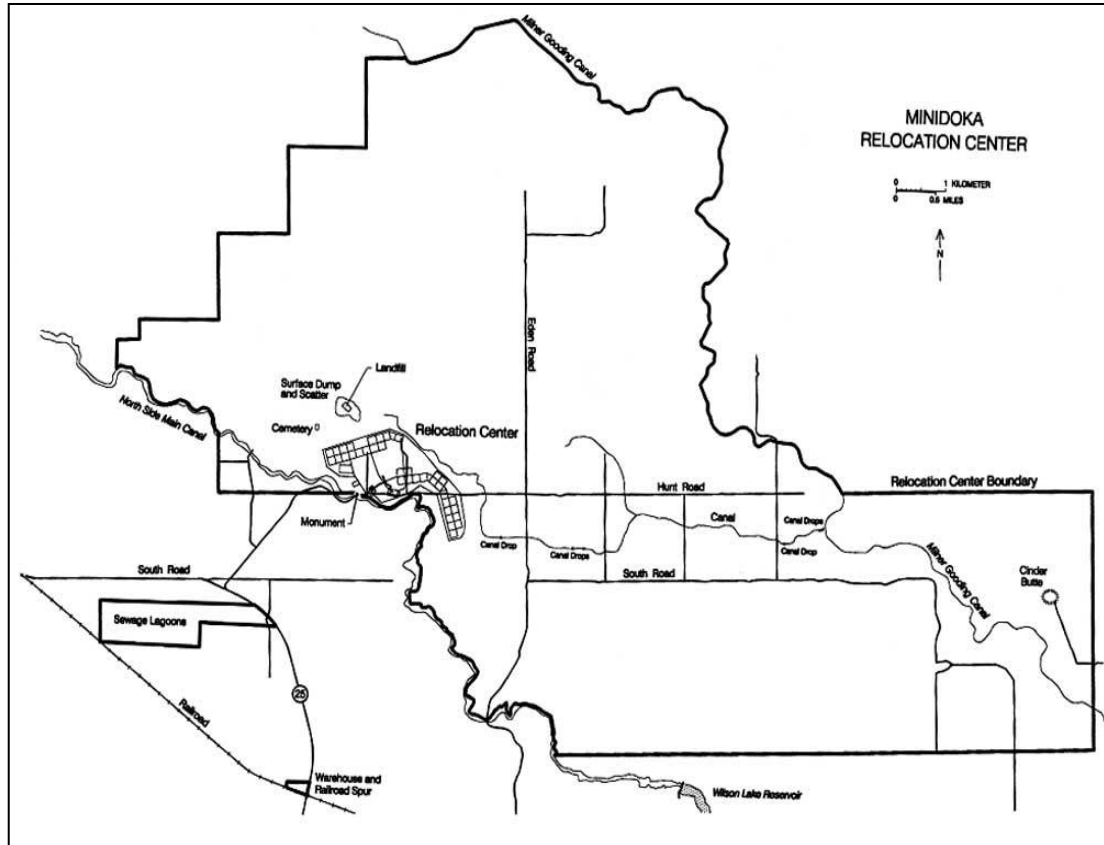 Milner Gooding Canal
MINIDOKA
RELOCATION CENTER
0 1 KILOMETER
0 0.6 MILES
N
Eden Road
Landfill
Surface Dump
and Scatter
Cemetery
Relocation Center
North Side Main Canal
Hunt Road
Relocation Center Boundary
Monument
Canal
Canal Drops
Canal Drop
Canal Drops
Canal Drop
South Road
South Road
Milner Gooding Canal
Cinder
Butte
Sewage Lagoons
25
Railroad
Warehouse and
Railroad Spur
Wilson Lake Reservoir